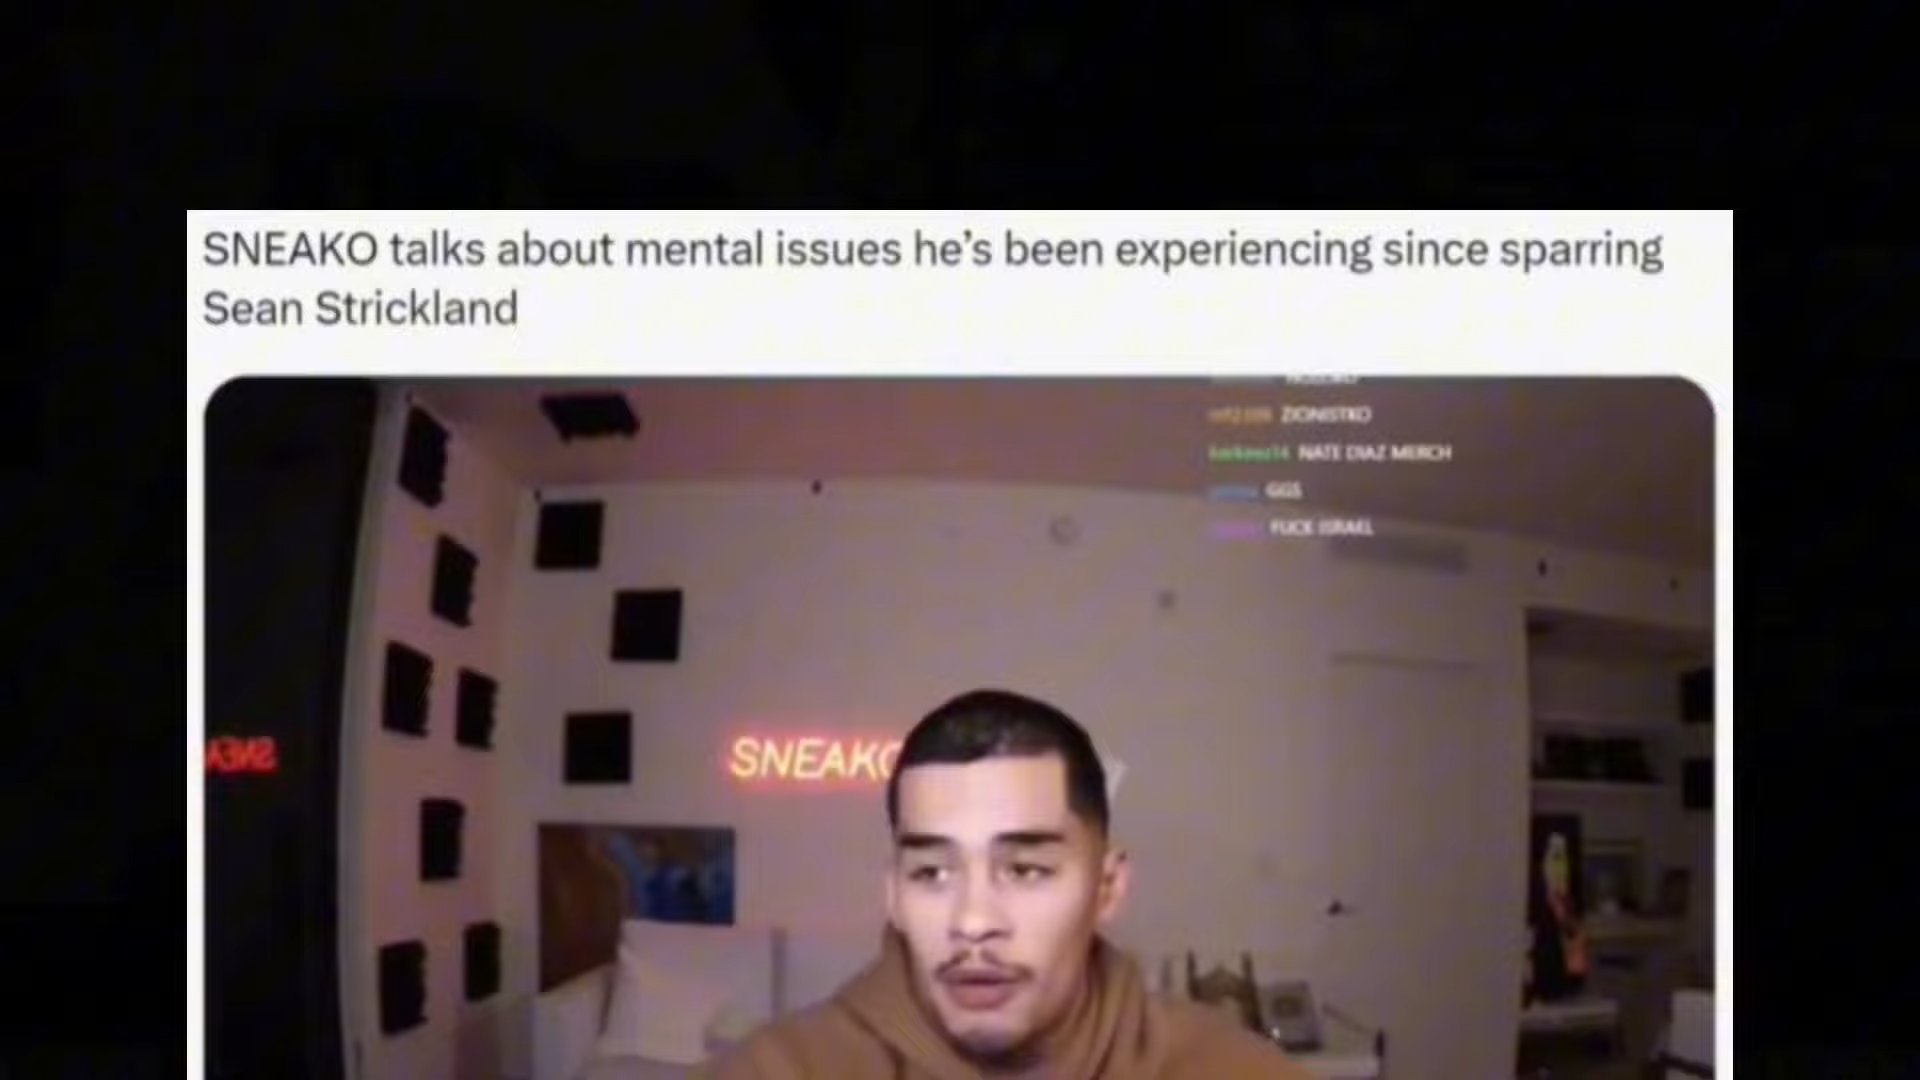 SNEAKO talks about mental issues he's been experiencing since sparring
Sean Strickland
ZIONISTKO
NATE DIAZ MERCH
GGS
FUCK ISRAEL
SNEAKO